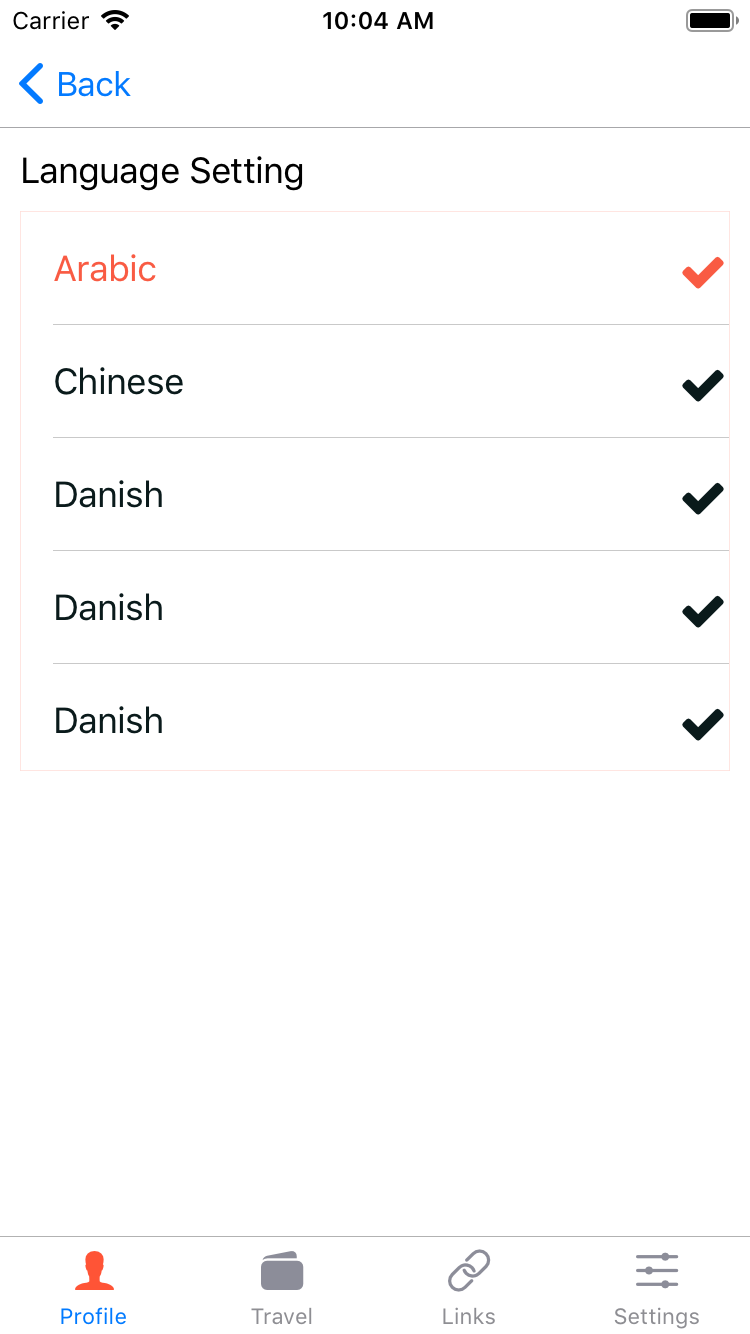 Carrier 10:04 AM
Back
Language Setting
Arabic
Chinese
Danish
Danish
Danish
Profile Travel Links Settings